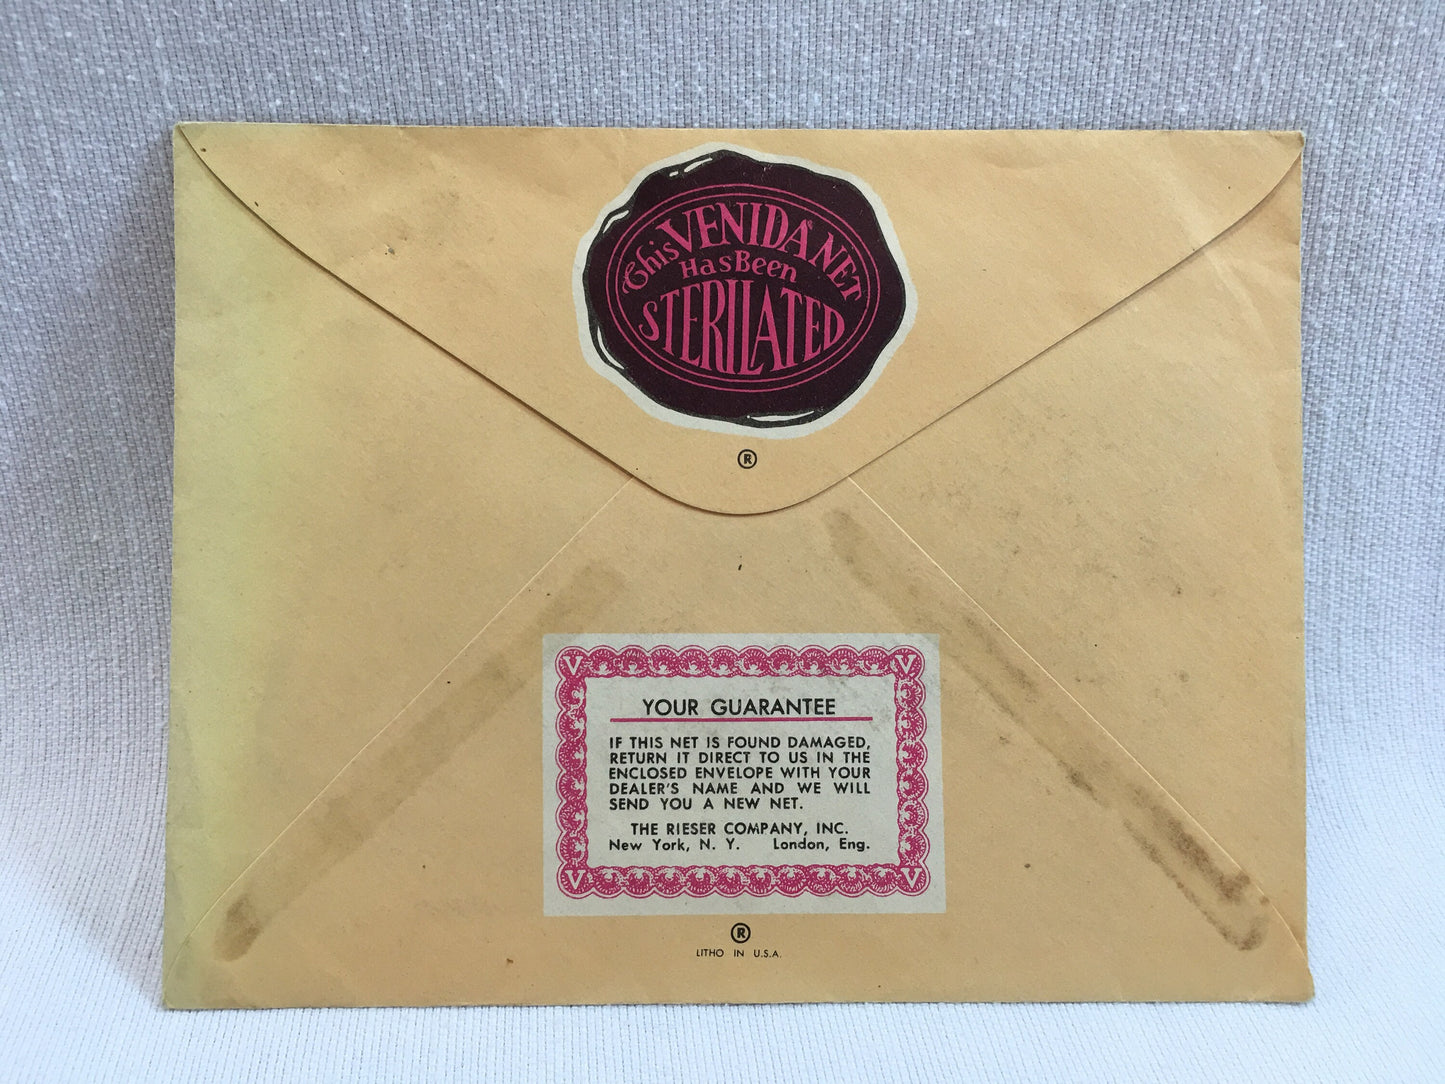 This VENIDA® NET
Has Been
STERILATED
®
V V
YOUR GUARANTEE
IF THIS NET IS FOUND DAMAGED,
RETURN IT DIRECT TO US IN THE
ENCLOSED ENVELOPE WITH YOUR
DEALER'S NAME AND WE WILL
SEND YOU A NEW NET.
THE RIESER COMPANY, INC.
New York, N. Y. London, Eng.
V V
®
LITHO IN U.S.A.